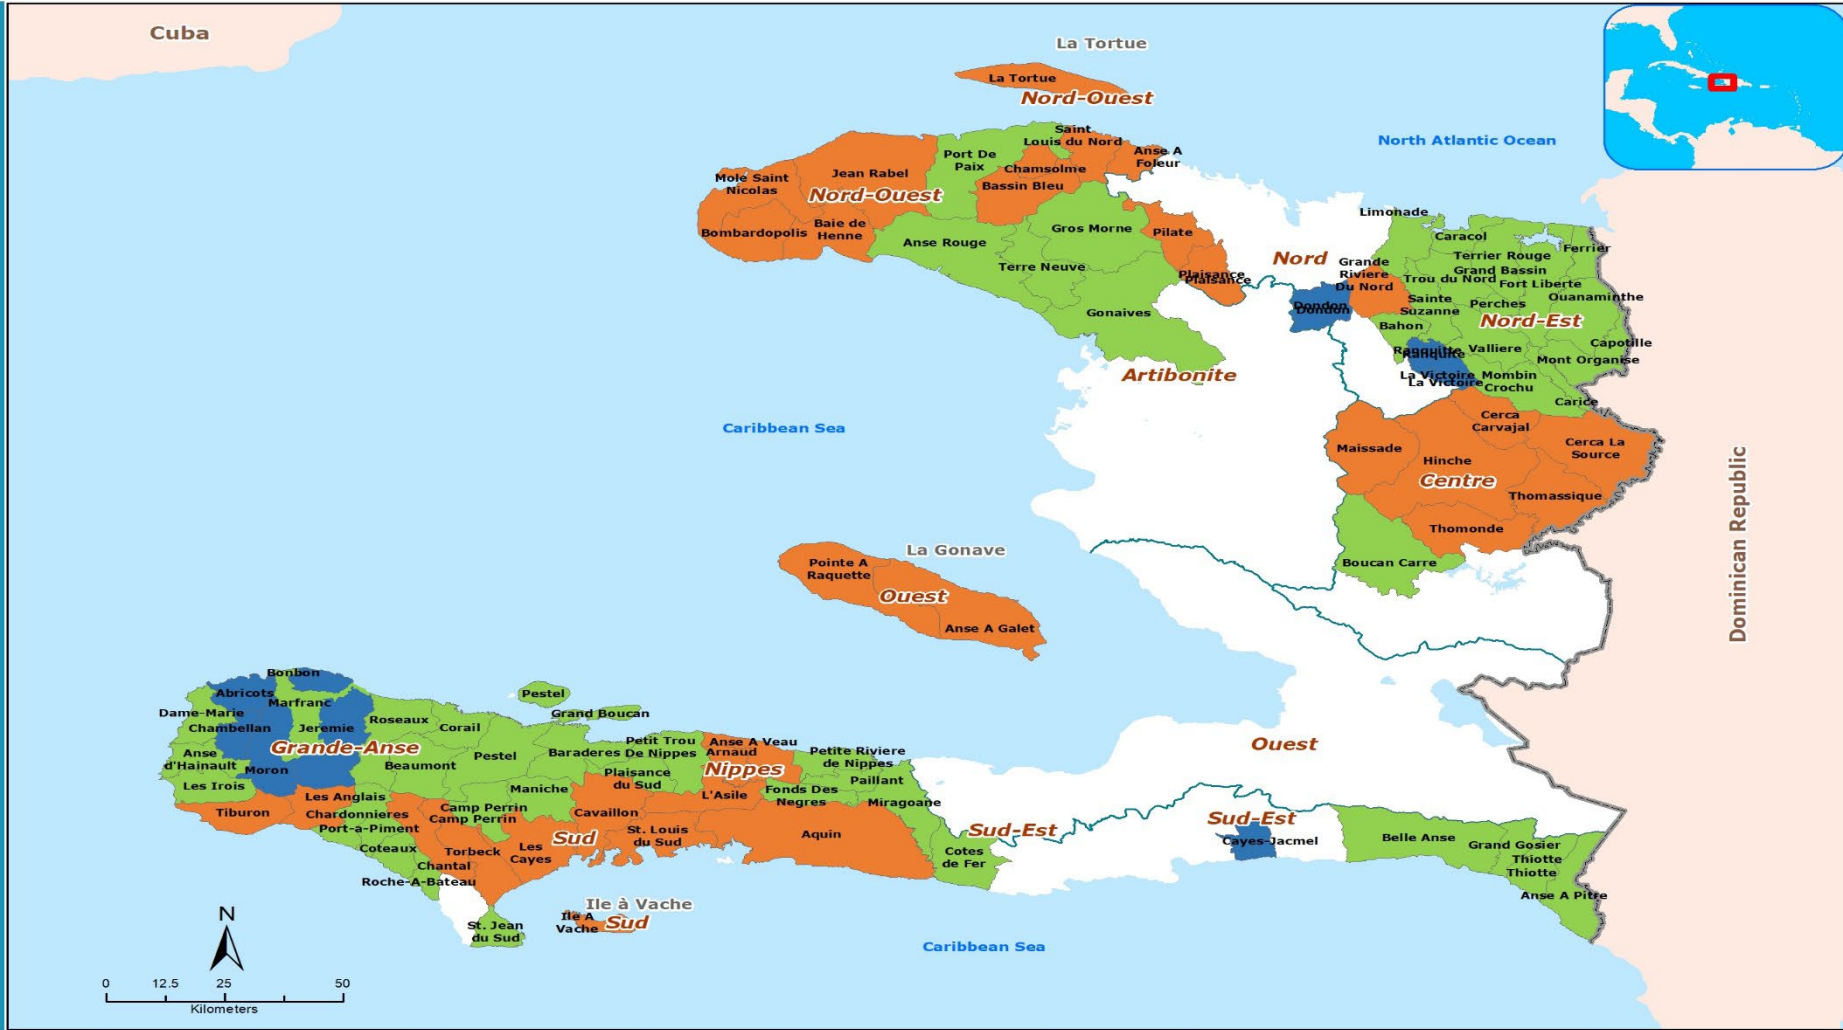 Cuba
La Tortue
La Tortue
Nord-Ouest
North Atlantic Ocean
Saint
Louis du Nord
Anse A
Foleur
Port De
Paix
Chamsolme
Bassin Bleu
Jean Rabel
Mole Saint
Nicolas
Nord-Ouest
Bombardopolis
Baie de
Henne
Anse Rouge
Gros Morne
Terre Neuve
Gonaives
Pilate
Plaisance
Plaisance
Nord
Limonade
Caracol
Ferrier
Terrier Rouge
Grand Bassin
Grande
Riviere
Du Nord
Trou du Nord
Fort Liberte
Ouanaminthe
Sainte
Suzanne
Perches
Dondon
Dondon
Bahon
Nord-Est
Capotille
Ranquitte
Ranquite
Valliere
Mont Organise
La Victoire
La Victoire
Mombin
Crochu
Carice
Artibonite
Caribbean Sea
Cerca
Carvajal
Maissade
Hinche
Cerca La
Source
Centre
Thomassique
Thomonde
Boucan Carre
Dominican Republic
La Gonave
Pointe A
Raquette
Ouest
Anse A Galet
Bonbon
Abricots
Marfranc
Dame-Marie
Chambellan
Jeremie
Roseaux
Corail
Pestel
Grand Boucan
Grande-Anse
Anse
d'Hainault
Moron
Beaumont
Pestel
Baraderes
Petit Trou
De Nippes
Anse A Veau
Arnaud
Petite Riviere
de Nippes
Nippes
Ouest
Les Irois
Maniche
Plaisance
du Sud
Paillant
L'Asile
Fonds Des
Negres
Miragoane
Tiburon
Les Anglais
Chardonnieres
Camp Perrin
Camp Perrin
Cavaillon
Port-a-Piment
Sud
St. Louis
du Sud
Aquin
Sud-Est
Sud-Est
Cayes-Jacmel
Belle Anse
Grand Gosier
Thiotte
Thiotte
Anse A Pitre
Coteaux
Torbeck
Les
Cayes
Cotes
de Fer
Chantal
Roche-A-Bateau
Ile à Vache
Ile A
Vache
Sud
St. Jean
du Sud
Caribbean Sea
N
0 12.5 25 50
Kilometers